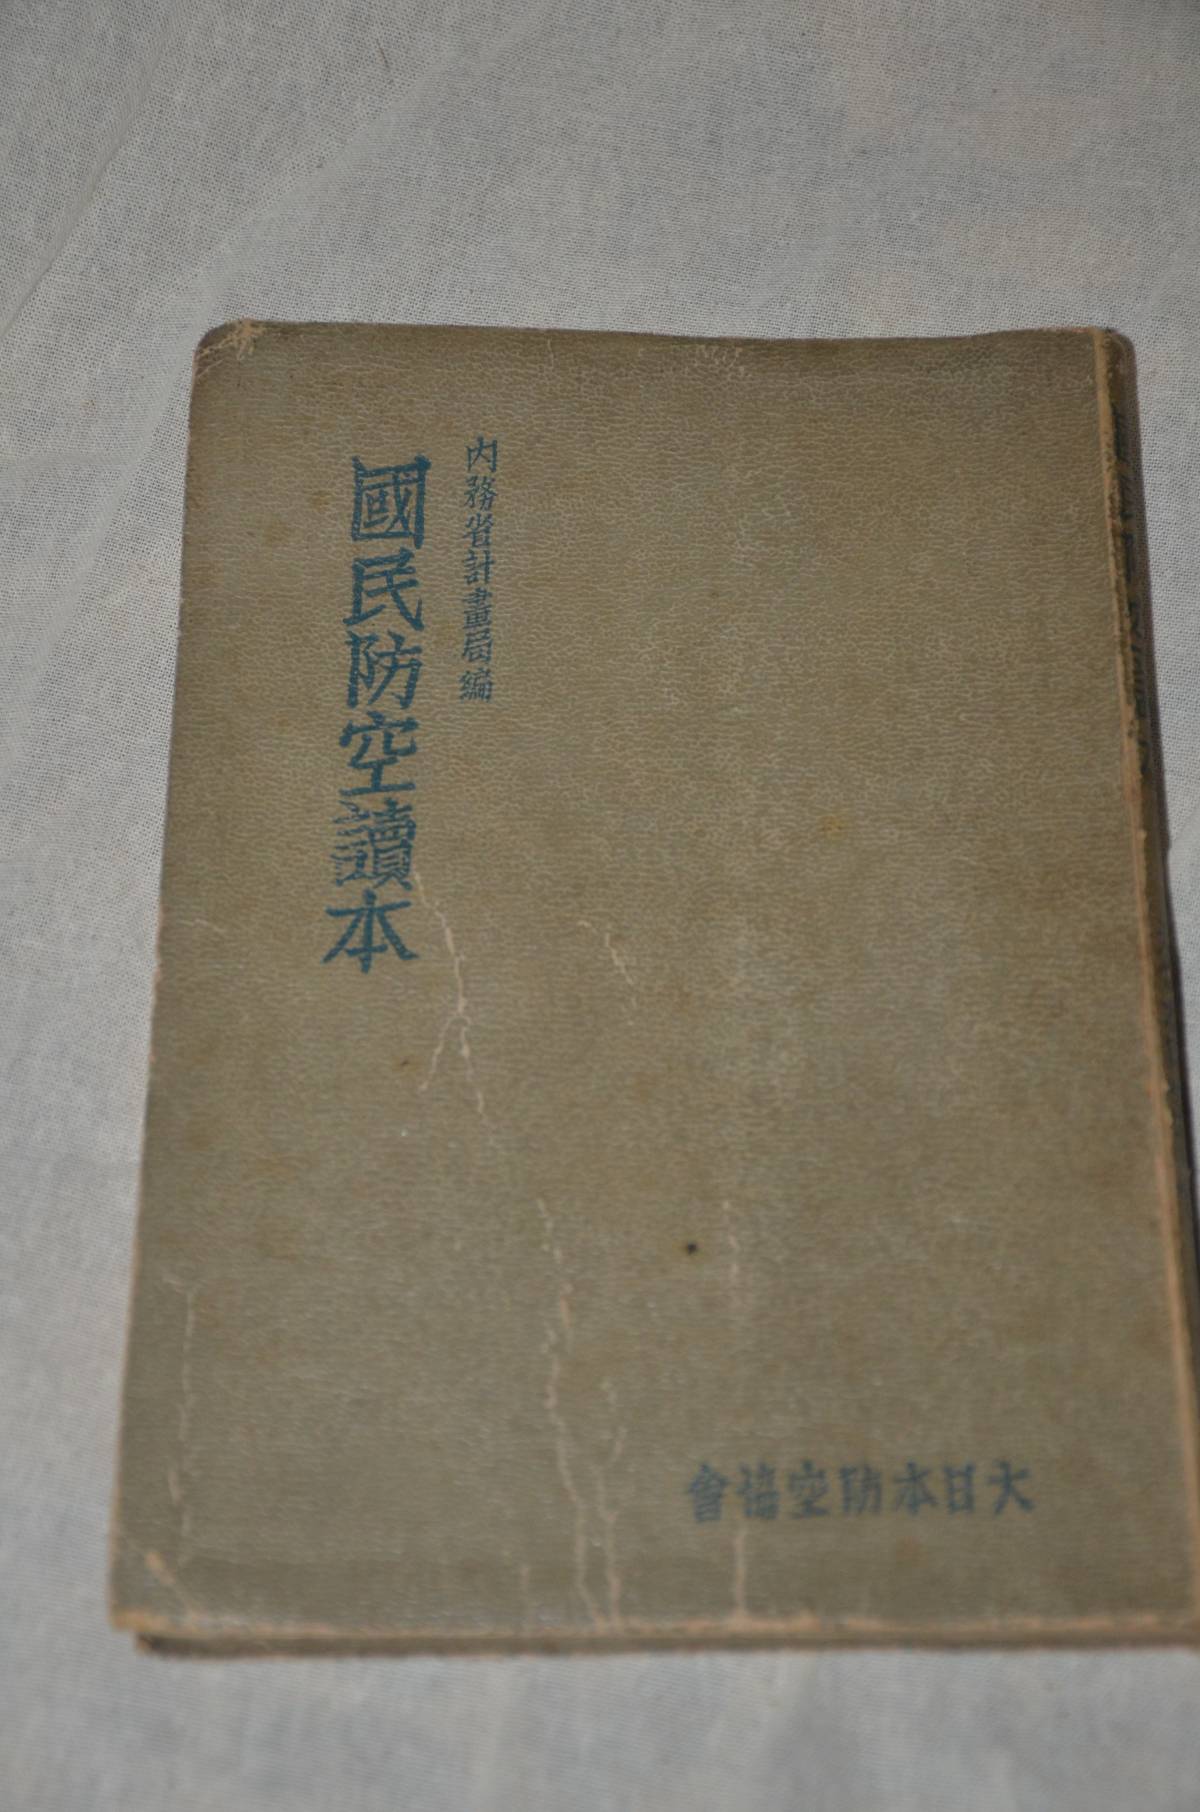 內務省計畫局編
國民防空讀本
大日本防空協會